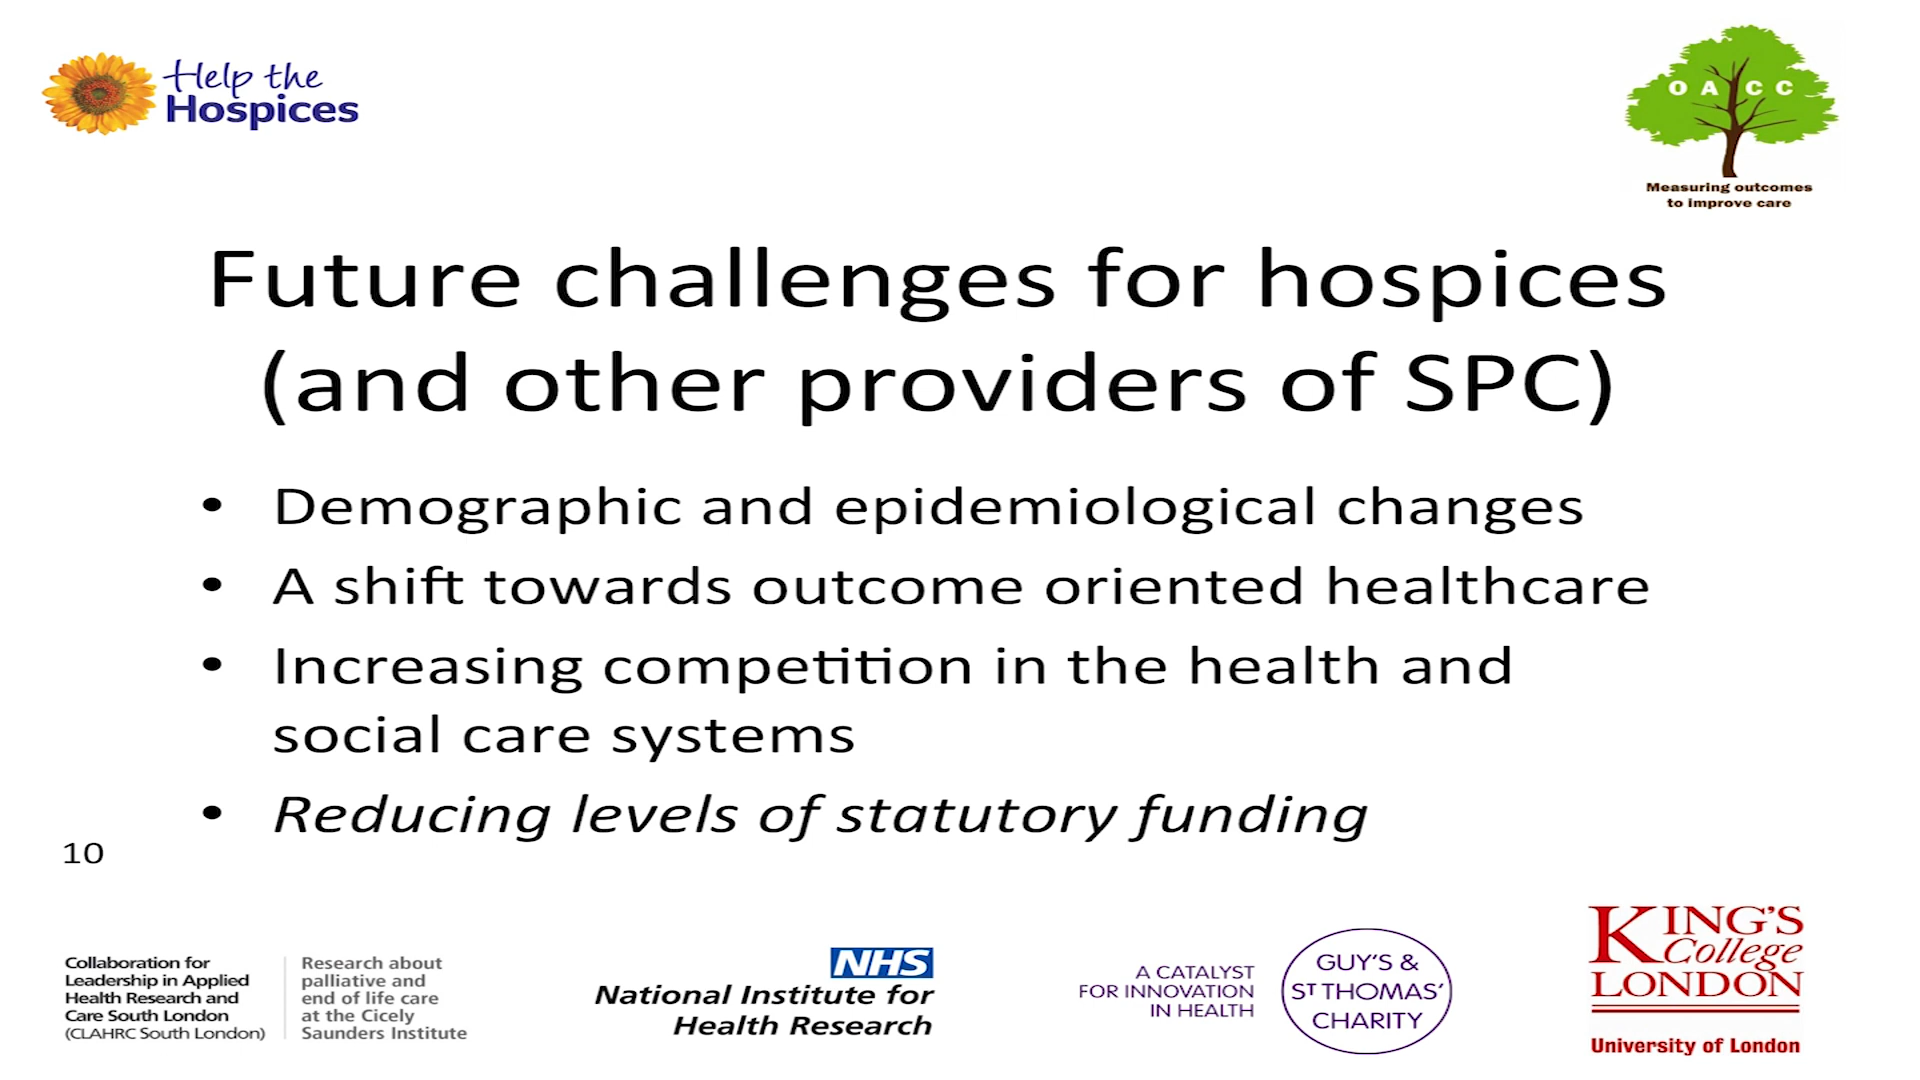 Help the
Hospices
O A C C
Measuring outcomes
to improve care
Future challenges for hospices
(and other providers of SPC)
• Demographic and epidemiological changes
• A shift towards outcome oriented healthcare
• Increasing competition in the health and
social care systems
• Reducing levels of statutory funding
10
Collaboration for
Leadership in Applied
Health Research and
Care South London
(CLAHRC South London)
Research about
palliative and
end of life care
at the Cicely
Saunders Institute
NHS
National Institute for
Health Research
A CATALYST
FOR INNOVATION
IN HEALTH
GUY'S &
ST THOMAS'
CHARITY
KING'S
College
LONDON
University of London